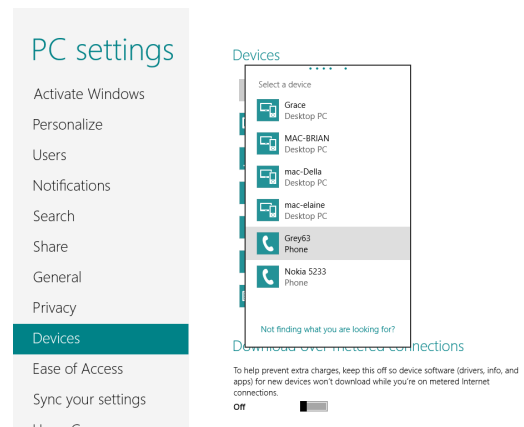 PC settings
Activate Windows
Personalize
Users
Notifications
Search
Share
General
Privacy
Devices
Ease of Access
Sync your settings
Devices
Select a device
Grace
Desktop PC
MAC-BRIAN
Desktop PC
mac-Della
Desktop PC
mac-elaine
Desktop PC
Grey63
Phone
Nokia 5233
Phone
Not finding what you are looking for?
Download over metered connections
To help prevent extra charges, keep this off so device software (drivers, info, and
apps) for new devices won't download while you're on metered Internet
connections.
Off